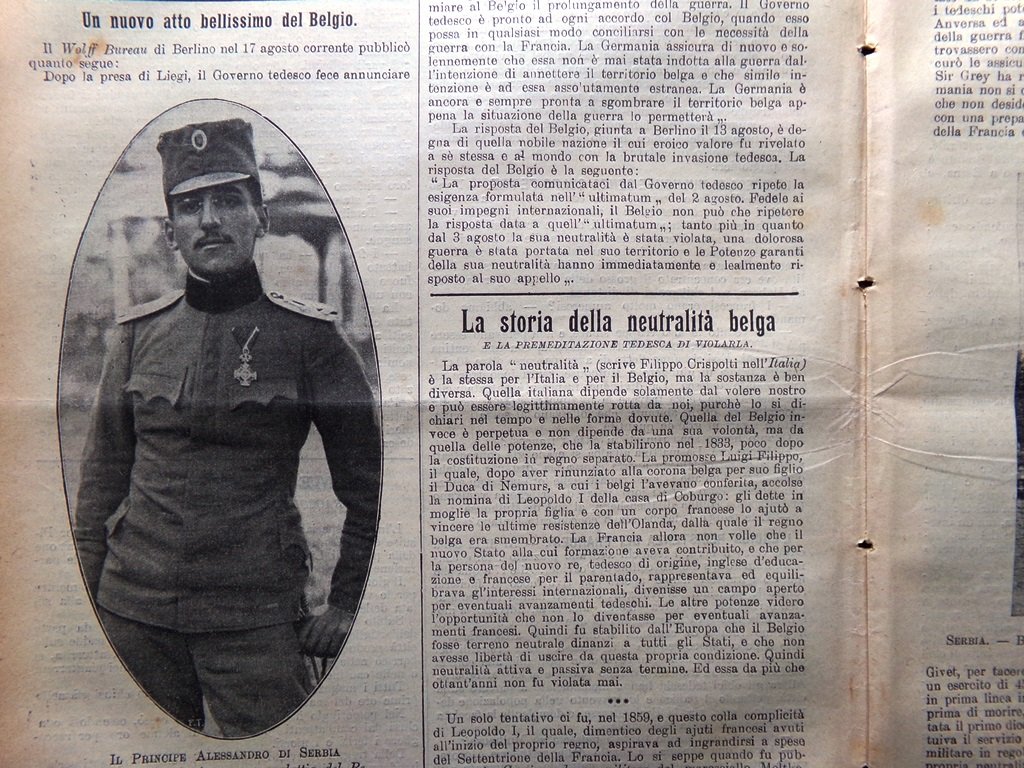 Un nuovo atto bellissimo del Belgio.
Il Wolff Bureau di Berlino nel 17 agosto corrente pubblicò
quanto segue:
Dopo la presa di Liegi, il Governo tedesco fece annunciare
F.T.
IL PRINCIPE ALESSANDRO DI SERBIA
miare al Belgio il prolungamento della guerra. Il Governo
tedesco è pronto ad ogni accordo col Belgio, quando esso
possa in qualsiasi modo conciliarsi con le necessità della
guerra con la Francia. La Germania assicura di nuovo e so-
lennemente che essa non è mai stata indotta alla guerra dal-
l'intenzione di annettere il territorio belga e che simile in-
tenzione è ad essa assolutamente estranea. La Germania è
ancora e sempre pronta a sgombrare il territorio belga ap-
pena la situazione della guerra lo permetterà „.
La risposta del Belgio, giunta a Berlino il 13 agosto, è de-
gna di quella nobile nazione il cui eroico valore fu rivelato
a sè stessa e al mondo con la brutale invasione tedesca. La
risposta del Belgio è la seguente:
“ La proposta comunicataci dal Governo tedesco ripete la
esigenza formulata nell' “ ultimatum „ del 2 agosto. Fedele ai
suoi impegni internazionali, il Belgio non può che ripetere
la risposta data a quell' “ ultimatum „; tanto più in quanto
dal 3 agosto la sua neutralità è stata violata, una dolorosa
guerra è stata portata nel suo territorio e le Potenze garanti
della sua neutralità hanno immediatamente e lealmente ri-
sposto al suo appello „.
La storia della neutralità belga
E LA PREMEDITAZIONE TEDESCA DI VIOLARLA.
La parola “ neutralità „ (scrive Filippo Crispolti nell'Italia)
è la stessa per l'Italia e per il Belgio, ma la sostanza è ben
diversa. Quella italiana dipende solamente dal volere nostro
e può essere legittimamente rotta da noi, purchè lo si di-
chiari nel tempo e nelle forme dovute. Quella del Belgio in-
vece è perpetua e non dipende da una sua volontà, ma da
quella delle potenze, che la stabilirono nel 1833, poco dopo
la costituzione in regno separato. La promosse Luigi Filippo,
il quale, dopo aver rinunziato alla corona belga per suo figlio
il Duca di Nemurs, a cui i belgi l'avevano conferita, accolse
la nomina di Leopoldo I della casa di Coburgo: gli dette in
moglie la propria figlia e con un corpo francese lo ajutò a
vincere le ultime resistenze dell'Olanda, dalla quale il regno
belga era smembrato. La Francia allora non volle che il
nuovo Stato alla cui formazione aveva contribuito, e che per
la persona del nuovo re, tedesco di origine, inglese d'educa-
zione e francese per il parentado, rappresentava ed equili-
brava gl'interessi internazionali, divenisse un campo aperto
per eventuali avanzamenti tedeschi. Le altre potenze videro
l'opportunità che non lo diventasse per eventuali avanza-
menti francesi. Quindi fu stabilito dall'Europa che il Belgio
fosse terreno neutrale dinanzi a tutti gli Stati, e che non
avesse libertà di uscire da questa propria condizione. Quindi
neutralità attiva e passiva senza termine. Ed essa da più che
ottant'anni non fu violata mai.
•••
Un solo tentativo ci fu, nel 1859, e questo colla complicità
di Leopoldo I, il quale, dimentico degli ajuti francesi avuti
all'inizio del proprio regno, aspirava ad ingrandirsi a spese
del Settentrione della Francia. Lo si seppe quando fu pub-
i tedeschi pot
Anversa ed a
della guerra f
trovassero con
curò le assicu
Sir Grey ha r
mania non si c
che non desid
con una prepa
della Francia e
SERBIA. —
Givet, per tacere
un esercito di 4
in prima linea i
prima di morire,
tata il primo dio
tuiva il servizio
militare in rego
propria neutralit